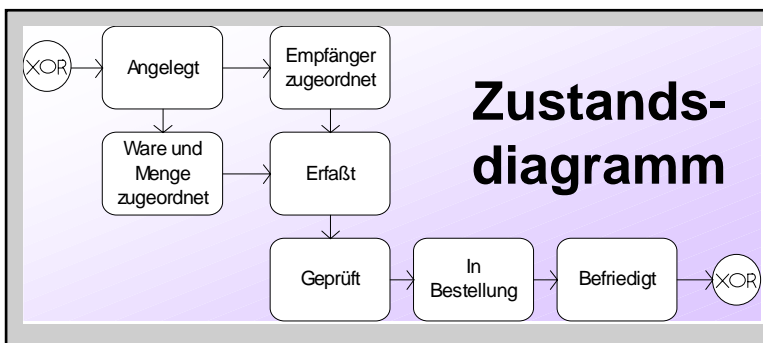 XOR
Angelegt
Empfänger
zugeordnet
Zustands-
diagramm
Ware und
Menge
zugeordnet
Erfaßt
Geprüft
In
Bestellung
Befriedigt
XOR